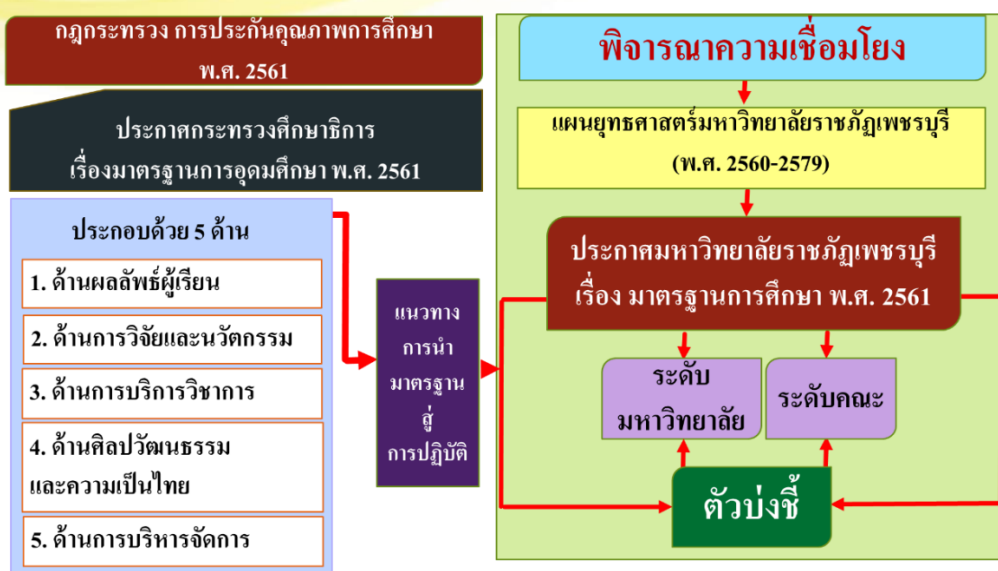 กฎกระทรวง การประกันคุณภาพการศึกษา
พ.ศ. 2561
ประกาศกระทรวงศึกษาธิการ
เรื่องมาตรฐานการอุดมศึกษา พ.ศ. 2561
ประกอบด้วย 5 ด้าน
1. ด้านผลลัพธ์ผู้เรียน
2. ด้านการวิจัยและนวัตกรรม
3. ด้านการบริการวิชาการ
4. ด้านศิลปวัฒนธรรม
และความเป็นไทย
5. ด้านการบริหารจัดการ
แนวทาง
การนำ
มาตรฐาน
สู่
การปฏิบัติ
พิจารณาความเชื่อมโยง
แผนยุทธศาสตร์มหาวิทยาลัยราชภัฏเพชรบุรี
(พ.ศ. 2560-2579)
ประกาศมหาวิทยาลัยราชภัฏเพชรบุรี
เรื่อง มาตรฐานการศึกษา พ.ศ. 2561
ระดับ
มหาวิทยาลัย
ระดับคณะ
ตัวบ่งชี้